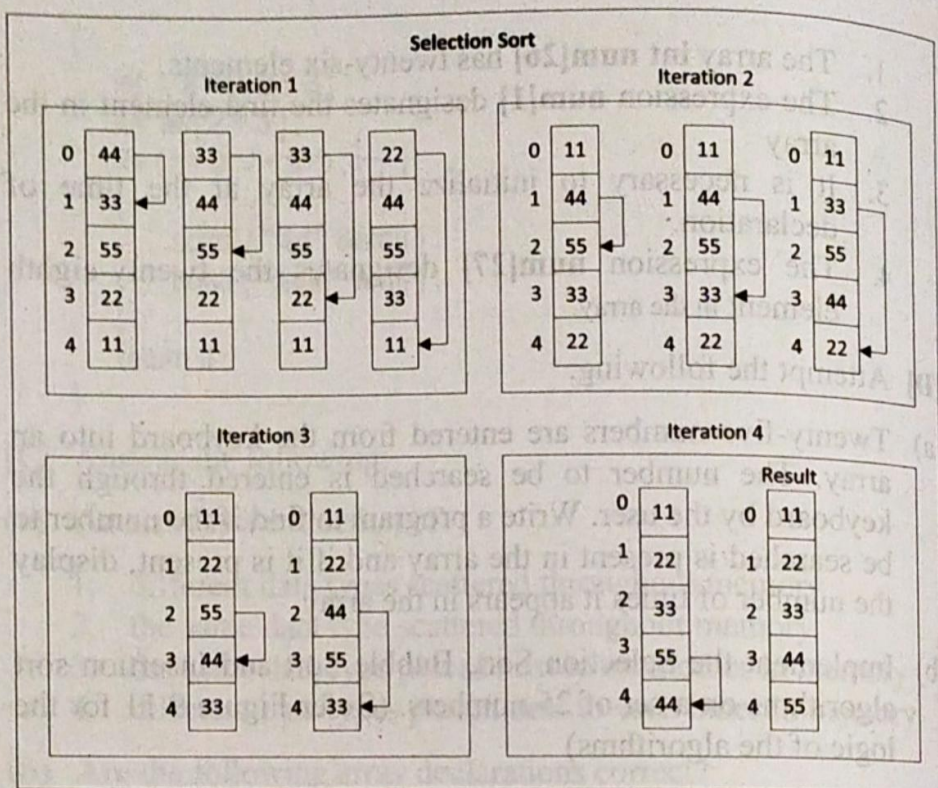 Selection Sort
Iteration 1
0 44 33 33 22
1 33 44 44 44
2 55 55 55 55
3 22 22 22 33
4 11 11 11 11
Iteration 2
0 11 0 11 0 11
1 44 1 44 1 33
2 55 2 55 2 55
3 33 3 33 3 44
4 22 4 22 4 22
Iteration 3
0 11 0 11
1 22 1 22
2 55 2 44
3 44 3 55
4 33 4 33
Iteration 4
Result
0 11 0 11
1 22 1 22
2 33 2 33
3 55 3 44
4 44 4 55